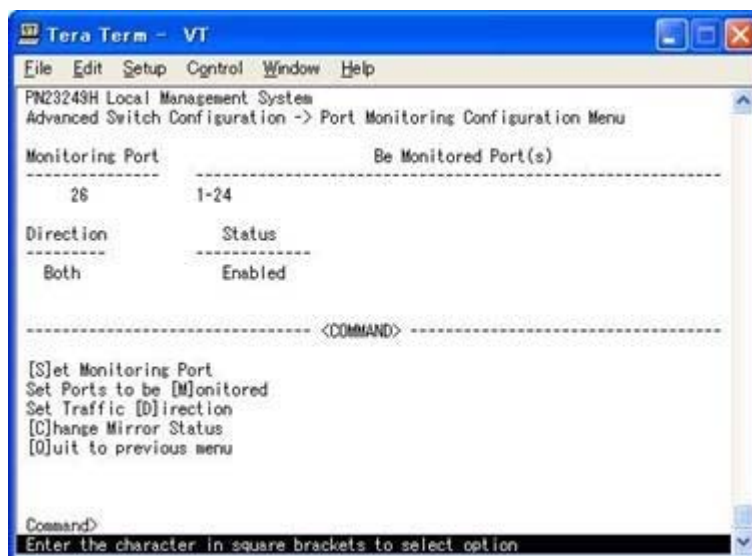 Tera Term - VT
File Edit Setup Control Window Help
PN23249H Local Management System
Advanced Switch Configuration -> Port Monitoring Configuration Menu
Monitoring Port Be Monitored Port(s)
--------------- ----------------------------------------------------------
26 1-24
Direction Status
--------- -------------
Both Enabled
-------------------------------- <COMMAND> ----------------------------------
[S]et Monitoring Port
Set Ports to be [M]onitored
Set Traffic [D]irection
[C]hange Mirror Status
[Q]uit to previous menu
Command>
Enter the character in square brackets to select option